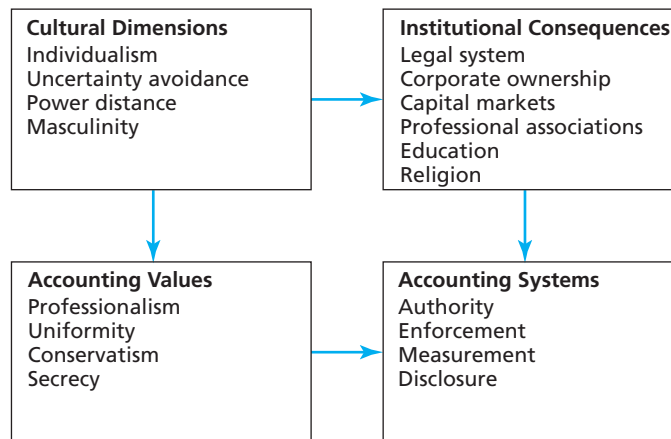 Cultural Dimensions
Individualism
Uncertainty avoidance
Power distance
Masculinity
Institutional Consequences
Legal system
Corporate ownership
Capital markets
Professional associations
Education
Religion
Accounting Values
Professionalism
Uniformity
Conservatism
Secrecy
Accounting Systems
Authority
Enforcement
Measurement
Disclosure